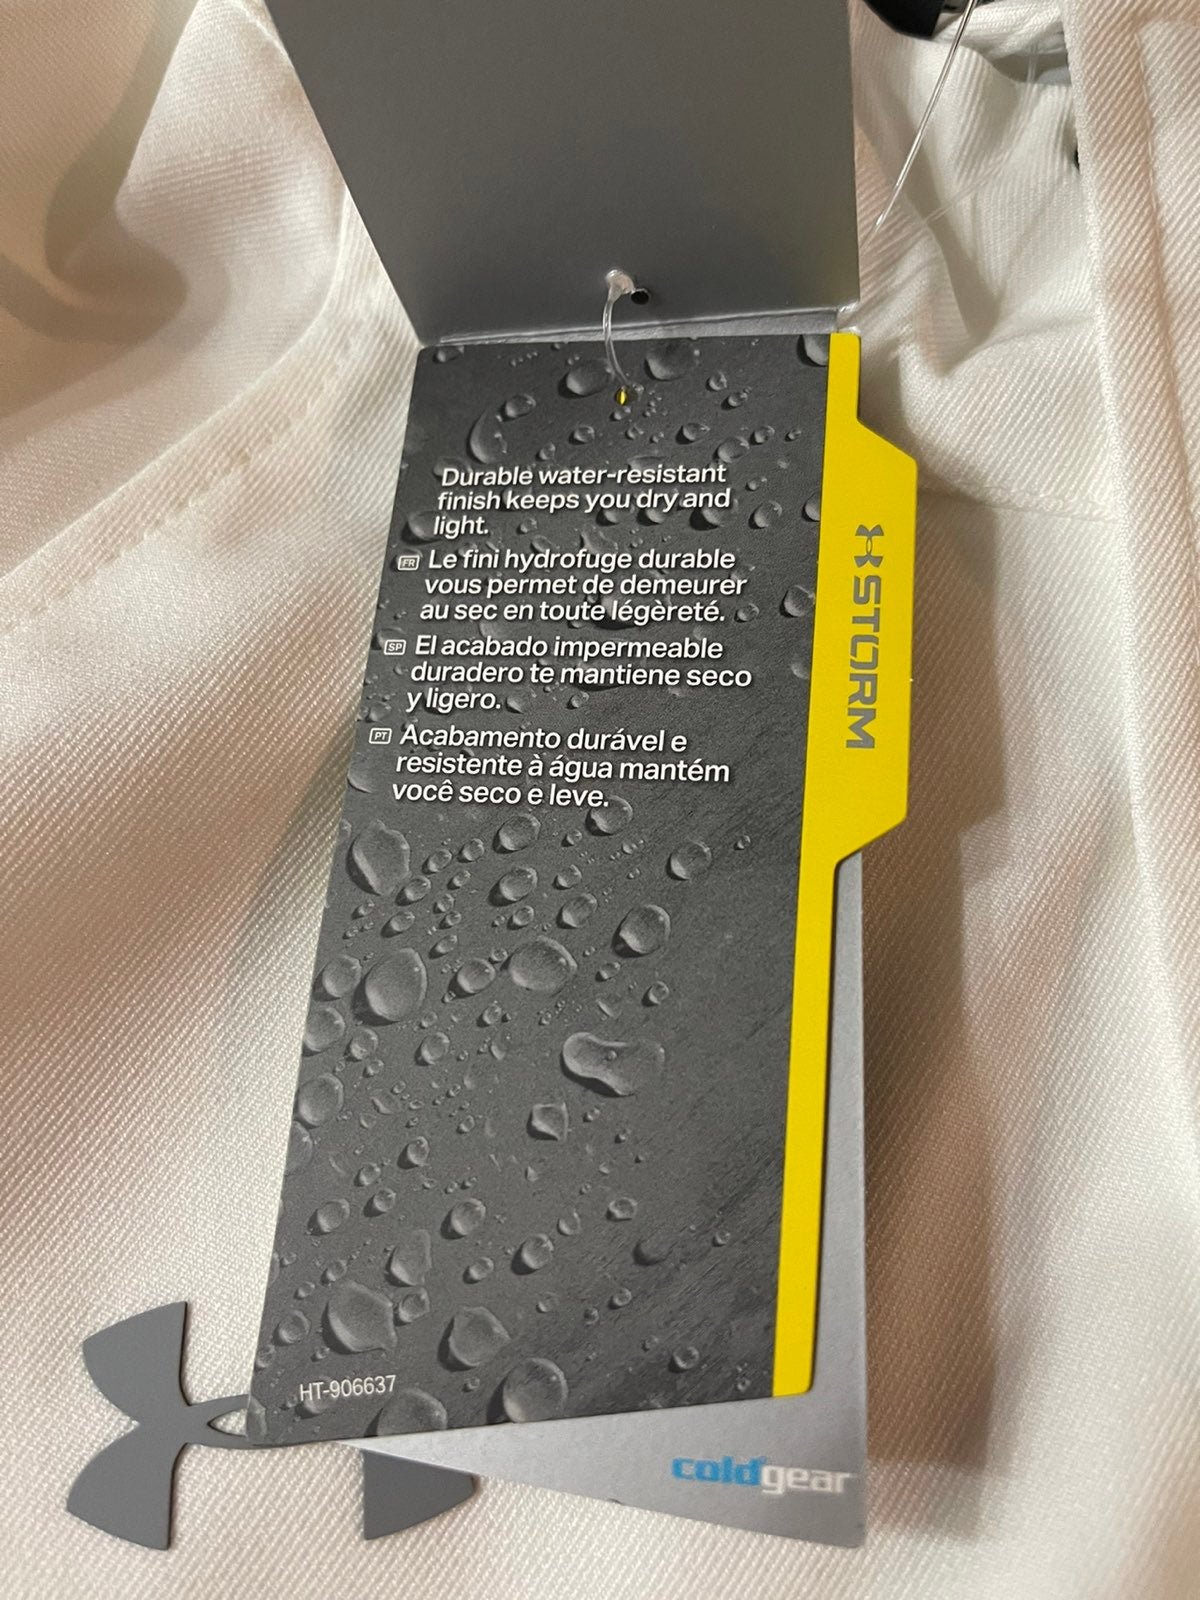 Durable water-resistant
finish keeps you dry and
light.
FR Le fini hydrofuge durable
vous permet de demeurer
au sec en toute légèreté.
SP El acabado impermeable
duradero te mantiene seco
y ligero.
PT Acabamento durável e
resistente à água mantém
você seco e leve.
STORM
HT-906637
coldgear